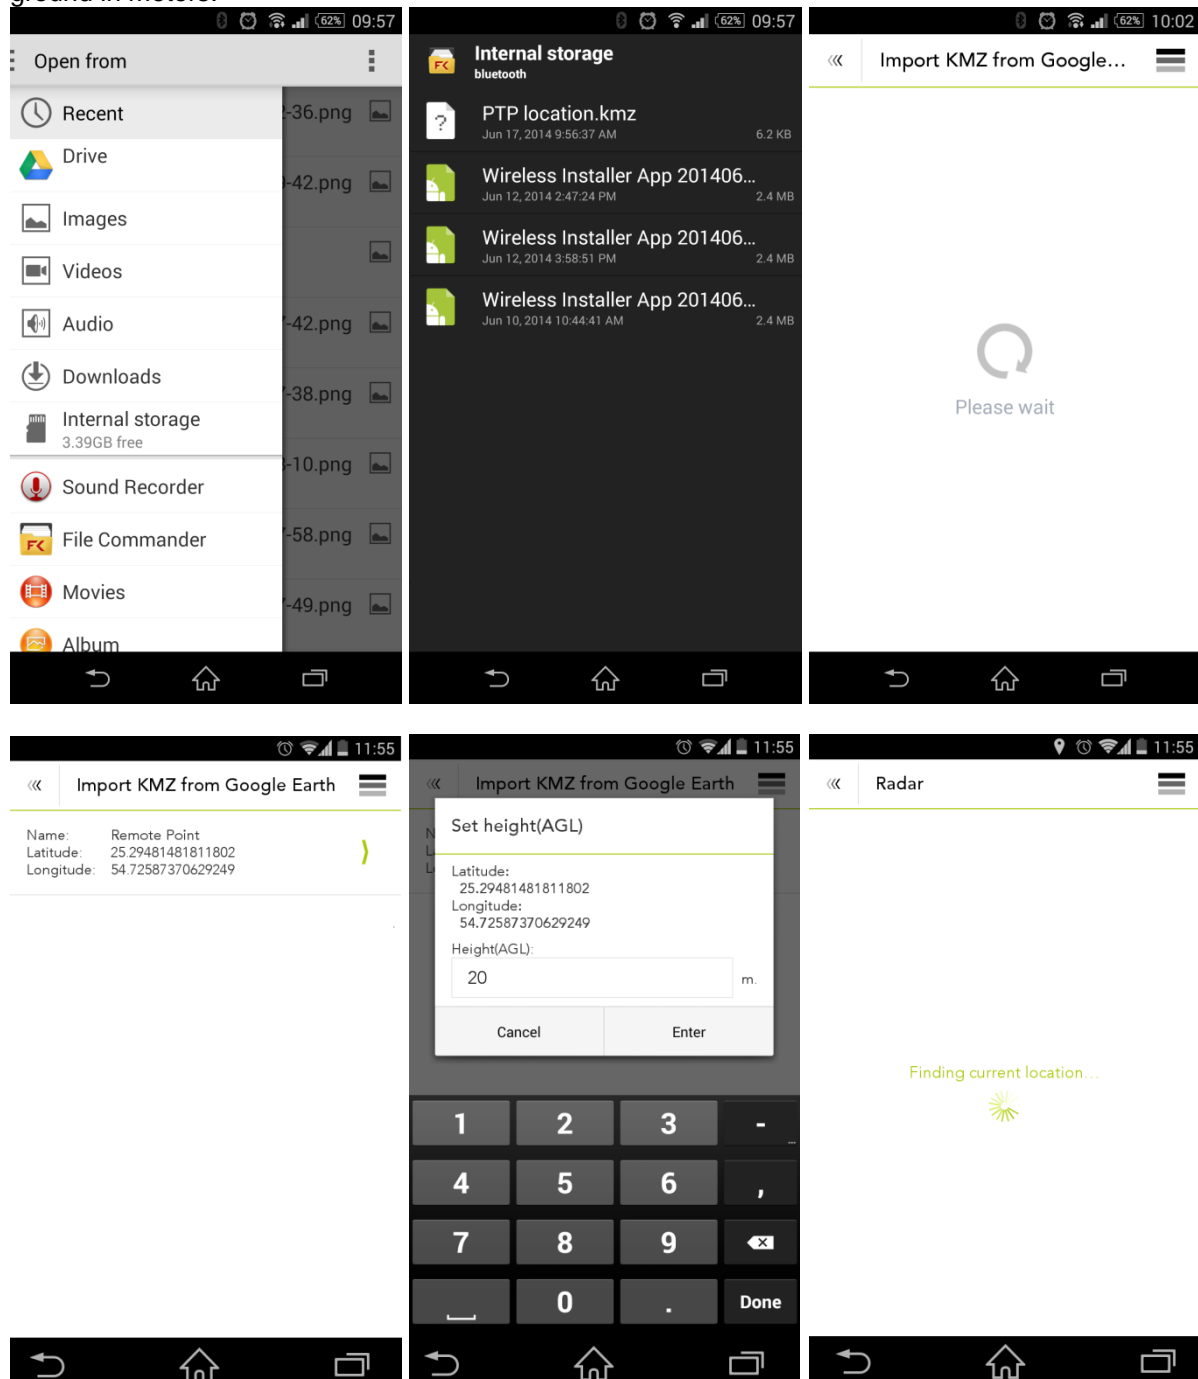 ground in meters.
62% 09:57
Open from
Recent
Drive
Images
Videos
Audio
Downloads
Internal storage
3.39GB free
Sound Recorder
File Commander
Movies
Album
-36.png
-42.png
-42.png
-38.png
-10.png
-58.png
-49.png
62% 09:57
Internal storage
bluetooth
PTP location.kmz
Jun 17, 2014 9:56:37 AM 6.2 KB
Wireless Installer App 201406...
Jun 12, 2014 2:47:24 PM 2.4 MB
Wireless Installer App 201406...
Jun 12, 2014 3:58:51 PM 2.4 MB
Wireless Installer App 201406...
Jun 10, 2014 10:44:41 AM 2.4 MB
62% 10:02
Import KMZ from Google...
Please wait
11:55
Import KMZ from Google Earth
Name: Remote Point
Latitude: 25.29481481811802
Longitude: 54.72587370629249
11:55
Import KMZ from Google Earth
Set height(AGL)
Latitude:
25.29481481811802
Longitude:
54.72587370629249
Height(AGL):
20 m.
Cancel Enter
1 2 3 -
4 5 6 ,
7 8 9
0 . Done
11:55
Radar
Finding current location...